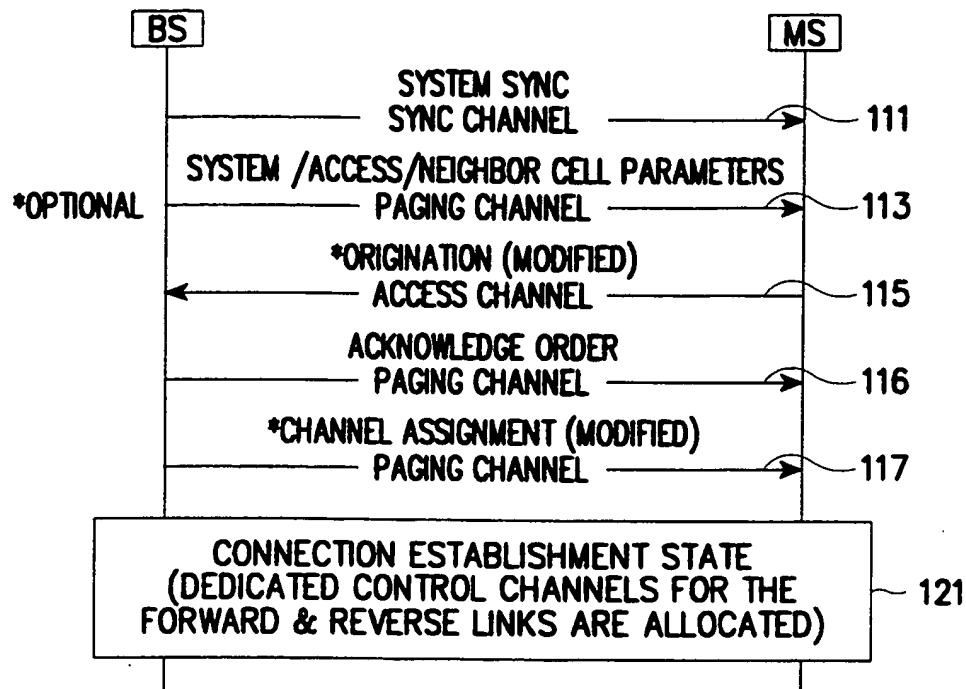 BS
MS
SYSTEM SYNC
SYNC CHANNEL
111
SYSTEM /ACCESS/NEIGHBOR CELL PARAMETERS
*OPTIONAL
PAGING CHANNEL
113
*ORIGINATION (MODIFIED)
ACCESS CHANNEL
115
ACKNOWLEDGE ORDER
PAGING CHANNEL
116
*CHANNEL ASSIGNMENT (MODIFIED)
PAGING CHANNEL
117
CONNECTION ESTABLISHMENT STATE
(DEDICATED CONTROL CHANNELS FOR THE
FORWARD & REVERSE LINKS ARE ALLOCATED)
121